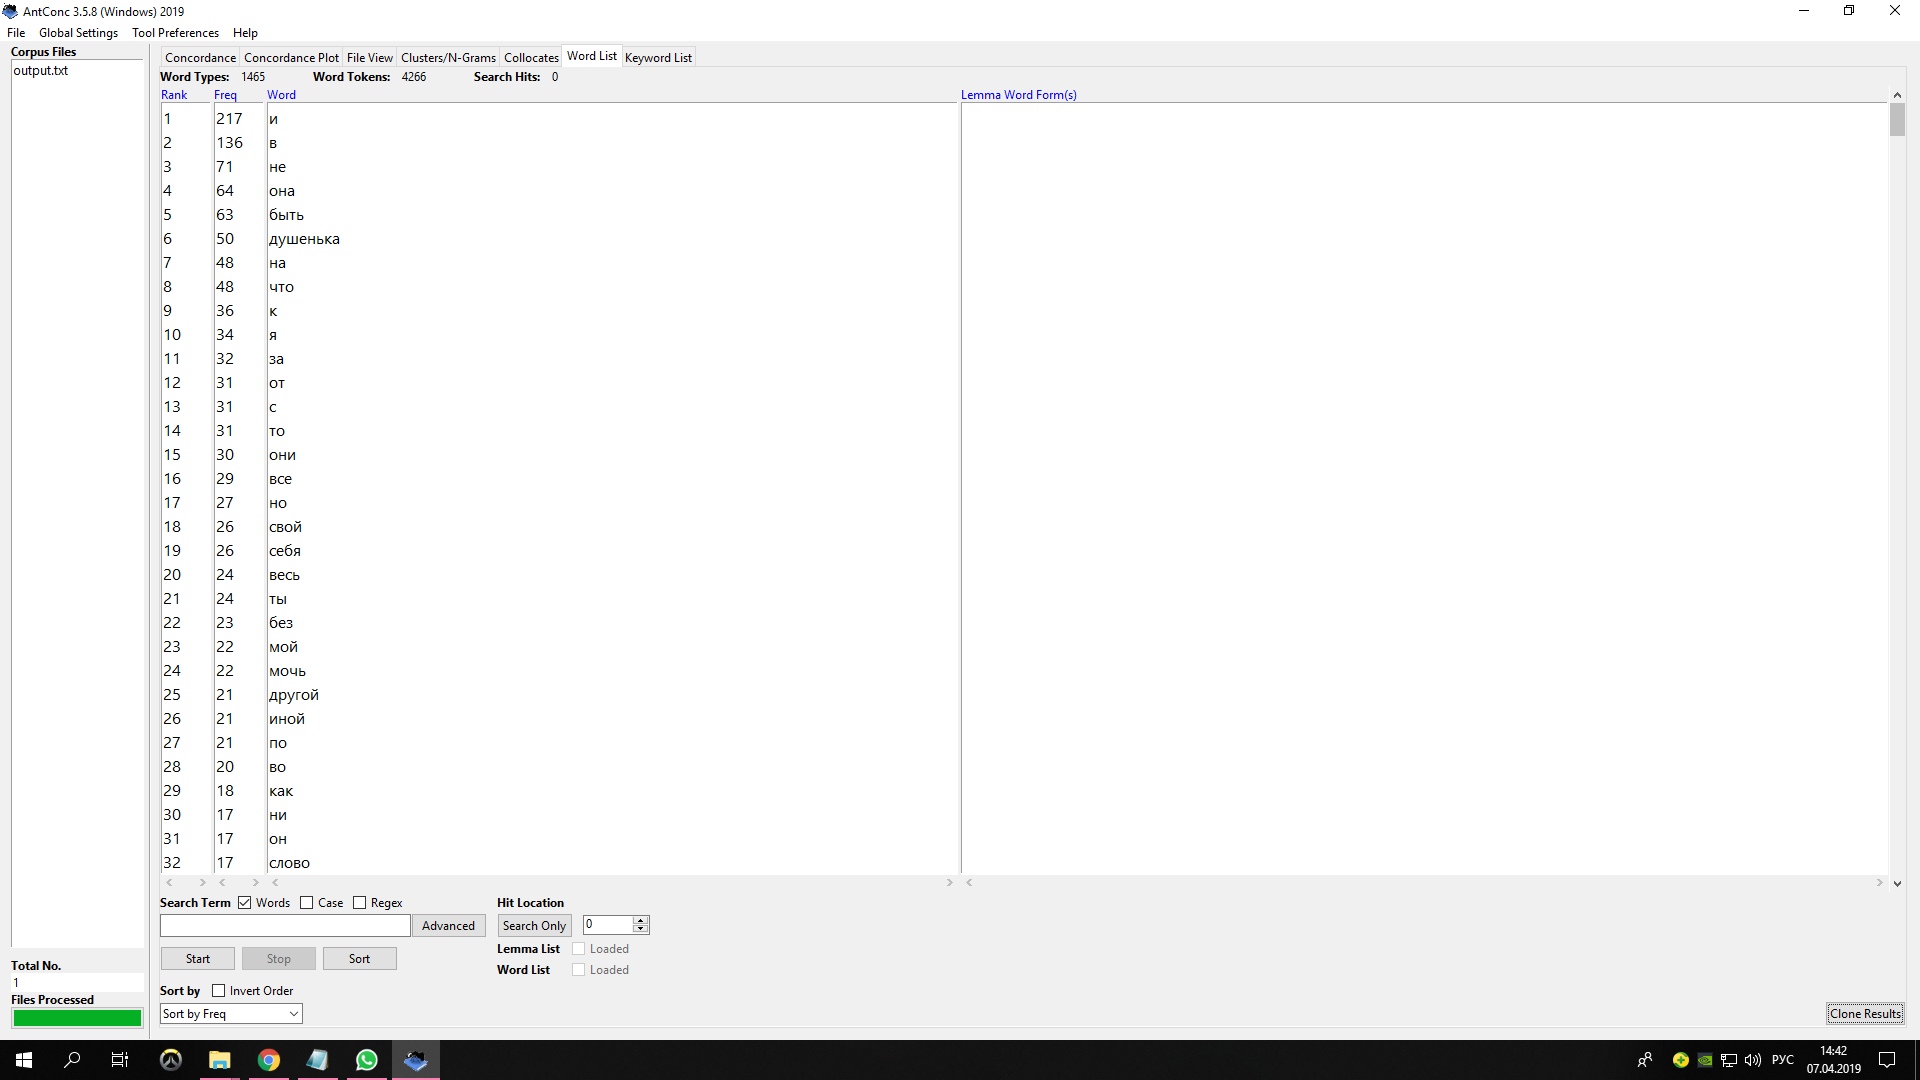 AntConc 3.5.8 (Windows) 2019
File Global Settings Tool Preferences Help
Corpus Files
output.txt
Concordance Concordance Plot File View Clusters/N-Grams Collocates Word List Keyword List
Word Types: 1465 Word Tokens: 4266 Search Hits: 0
Rank Freq Word Lemma Word Form(s)
1 217 и
2 136 в
3 71 не
4 64 она
5 63 быть
6 50 душенька
7 48 на
8 48 что
9 36 к
10 34 я
11 32 за
12 31 от
13 31 с
14 31 то
15 30 они
16 29 все
17 27 но
18 26 свой
19 26 себя
20 24 весь
21 24 ты
22 23 без
23 22 мой
24 22 мочь
25 21 другой
26 21 иной
27 21 по
28 20 во
29 18 как
30 17 ни
31 17 он
32 17 слово
Search Term Words Case Regex Hit Location
Advanced Search Only 0
Lemma List Loaded
Start Stop Sort
Word List Loaded
Total No.
1
Files Processed
Sort by Invert Order
Sort by Freq
Clone Results
РУС
14:42
07.04.2019